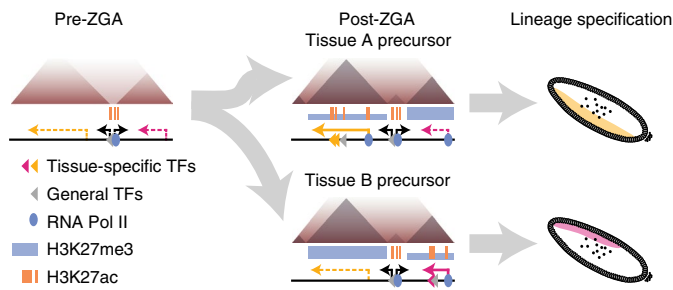 Pre-ZGA
Post-ZGA
Tissue A precursor
Lineage specification
Tissue-specific TFs
General TFs
RNA Pol II
H3K27me3
H3K27ac
Tissue B precursor